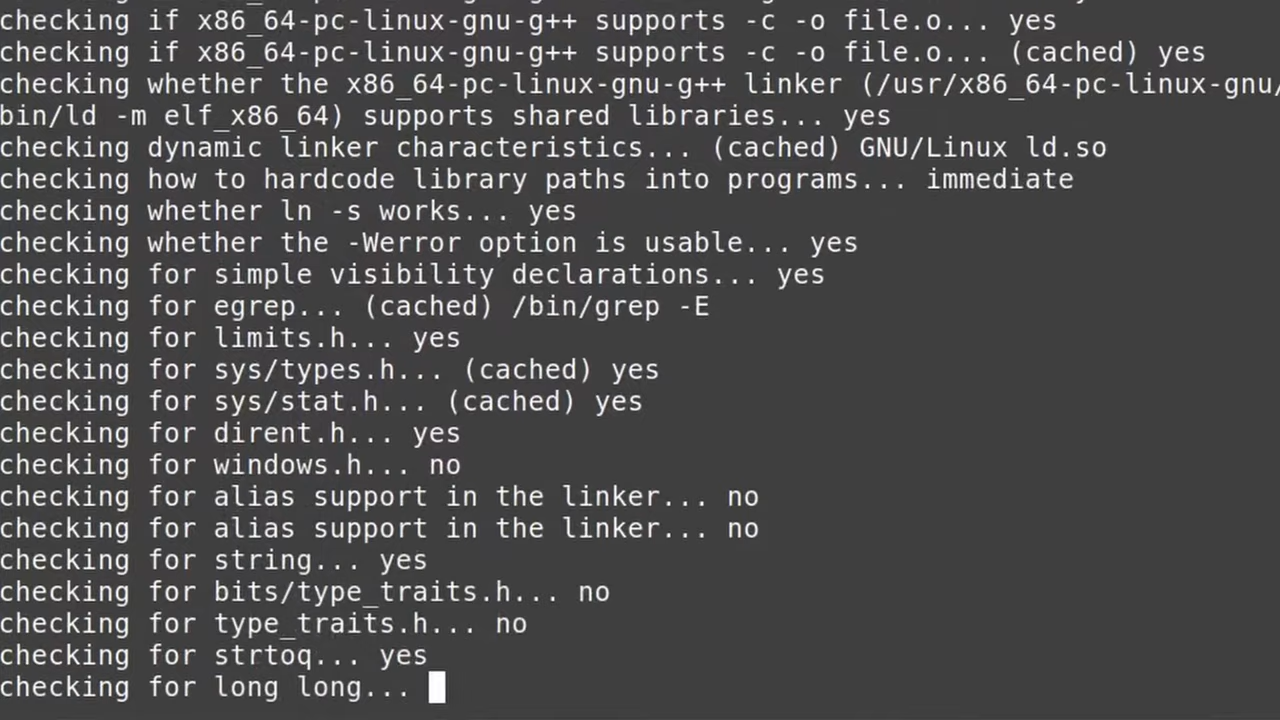 checking if x86_64-pc-linux-gnu-g++ supports -c -o file.o... yes
checking if x86_64-pc-linux-gnu-g++ supports -c -o file.o... (cached) yes
checking whether the x86_64-pc-linux-gnu-g++ linker (/usr/x86_64-pc-linux-gnu/
bin/ld -m elf_x86_64) supports shared libraries... yes
checking dynamic linker characteristics... (cached) GNU/Linux ld.so
checking how to hardcode library paths into programs... immediate
checking whether ln -s works... yes
checking whether the -Werror option is usable... yes
checking for simple visibility declarations... yes
checking for egrep... (cached) /bin/grep -E
checking for limits.h... yes
checking for sys/types.h... (cached) yes
checking for sys/stat.h... (cached) yes
checking for dirent.h... yes
checking for windows.h... no
checking for alias support in the linker... no
checking for alias support in the linker... no
checking for string... yes
checking for bits/type_traits.h... no
checking for type_traits.h... no
checking for strtoq... yes
checking for long long...